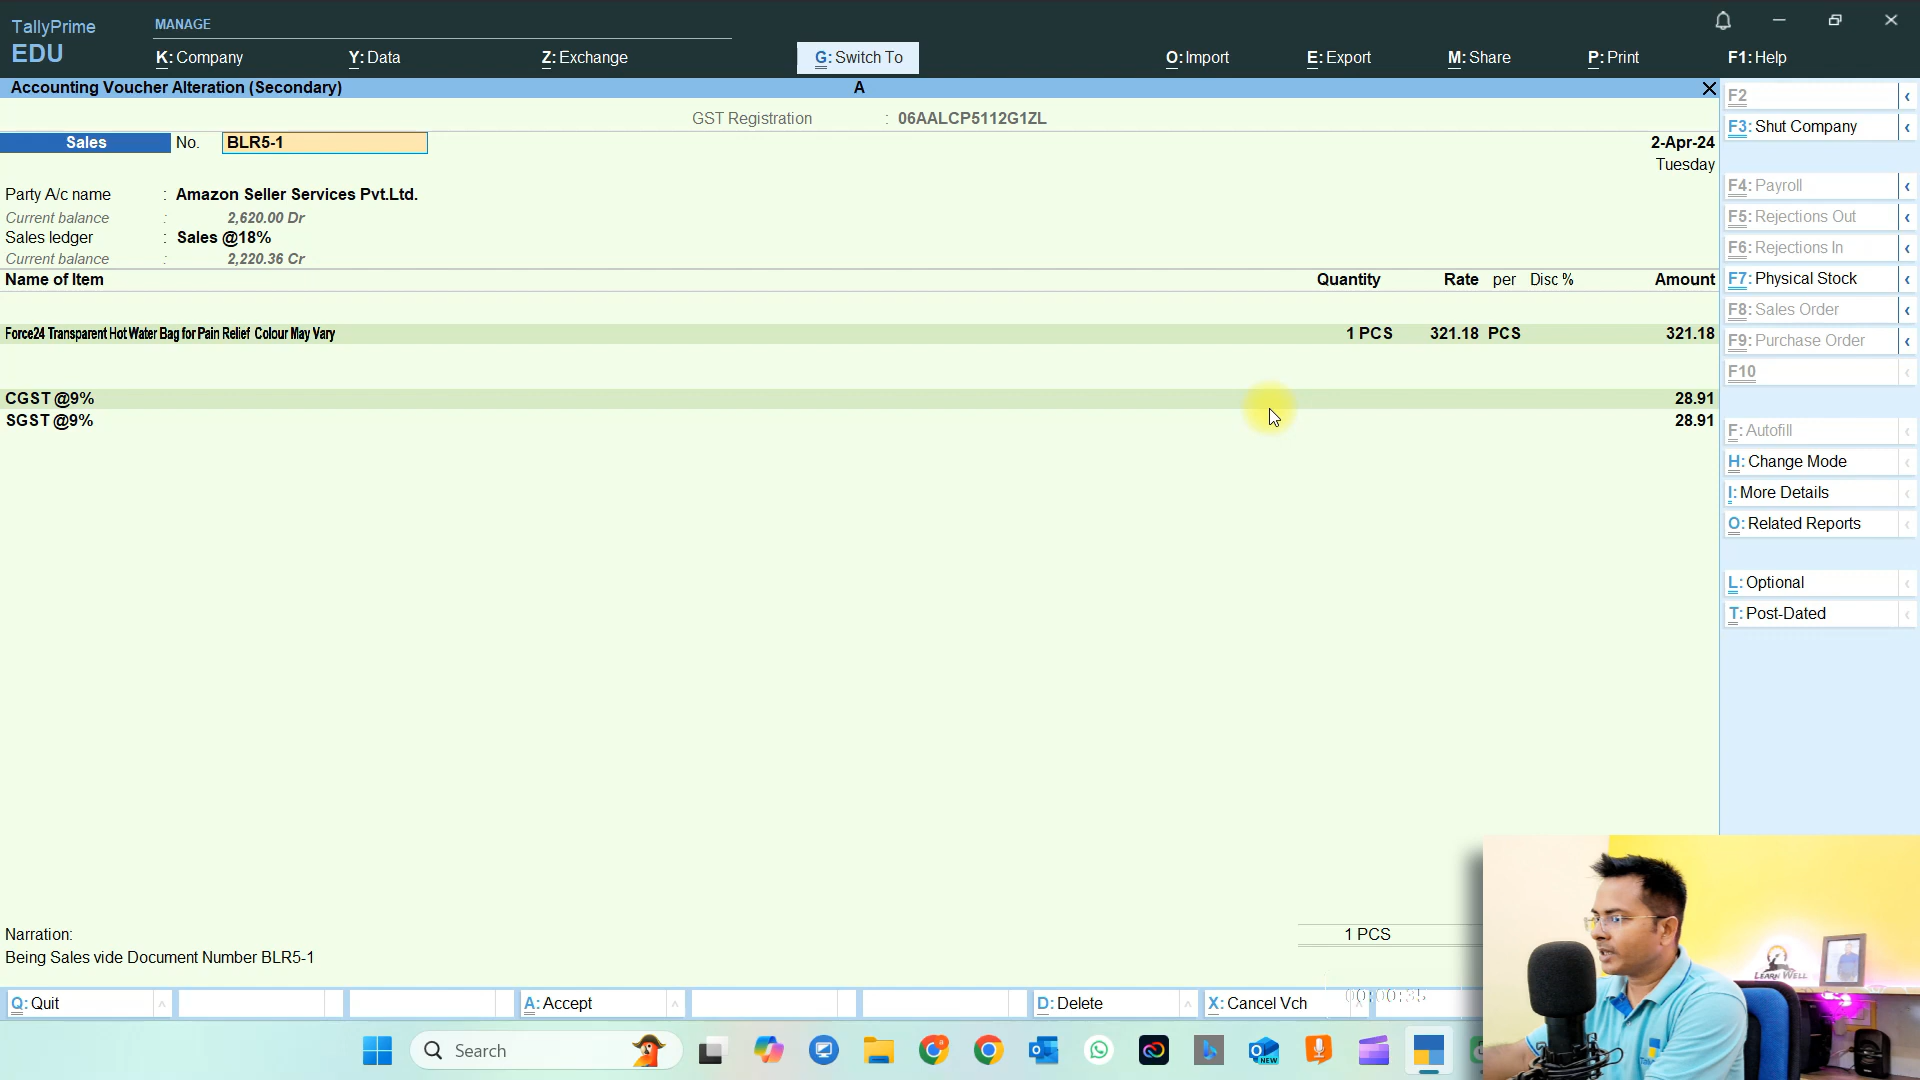 TallyPrime
EDU
MANAGE
K: Company
Y: Data
Z: Exchange
G: Switch To
O: Import
E: Export
M: Share
P: Print
F1: Help
Accounting Voucher Alteration (Secondary)
A
GST Registration : 06AALCP5112G1ZL
Sales No. BLR5-1
2-Apr-24
Tuesday
Party A/c name : Amazon Seller Services Pvt.Ltd.
Current balance : 2,620.00 Dr
Sales ledger : Sales @18%
Current balance : 2,220.36 Cr
Name of Item Quantity Rate per Disc % Amount
Force24 Transparent Hot Water Bag for Pain Relief Colour May Vary 1 PCS 321.18 PCS 321.18
CGST @9% 28.91
SGST @9% 28.91
Narration:
1 PCS
Being Sales vide Document Number BLR5-1
Q: Quit
A: Accept
D: Delete
X: Cancel Vch
00:00:35
F2
F3: Shut Company
F4: Payroll
F5: Rejections Out
F6: Rejections In
F7: Physical Stock
F8: Sales Order
F9: Purchase Order
F10
F: Autofill
H: Change Mode
I: More Details
O: Related Reports
L: Optional
T: Post-Dated
LEARN WELL
Search
NEW